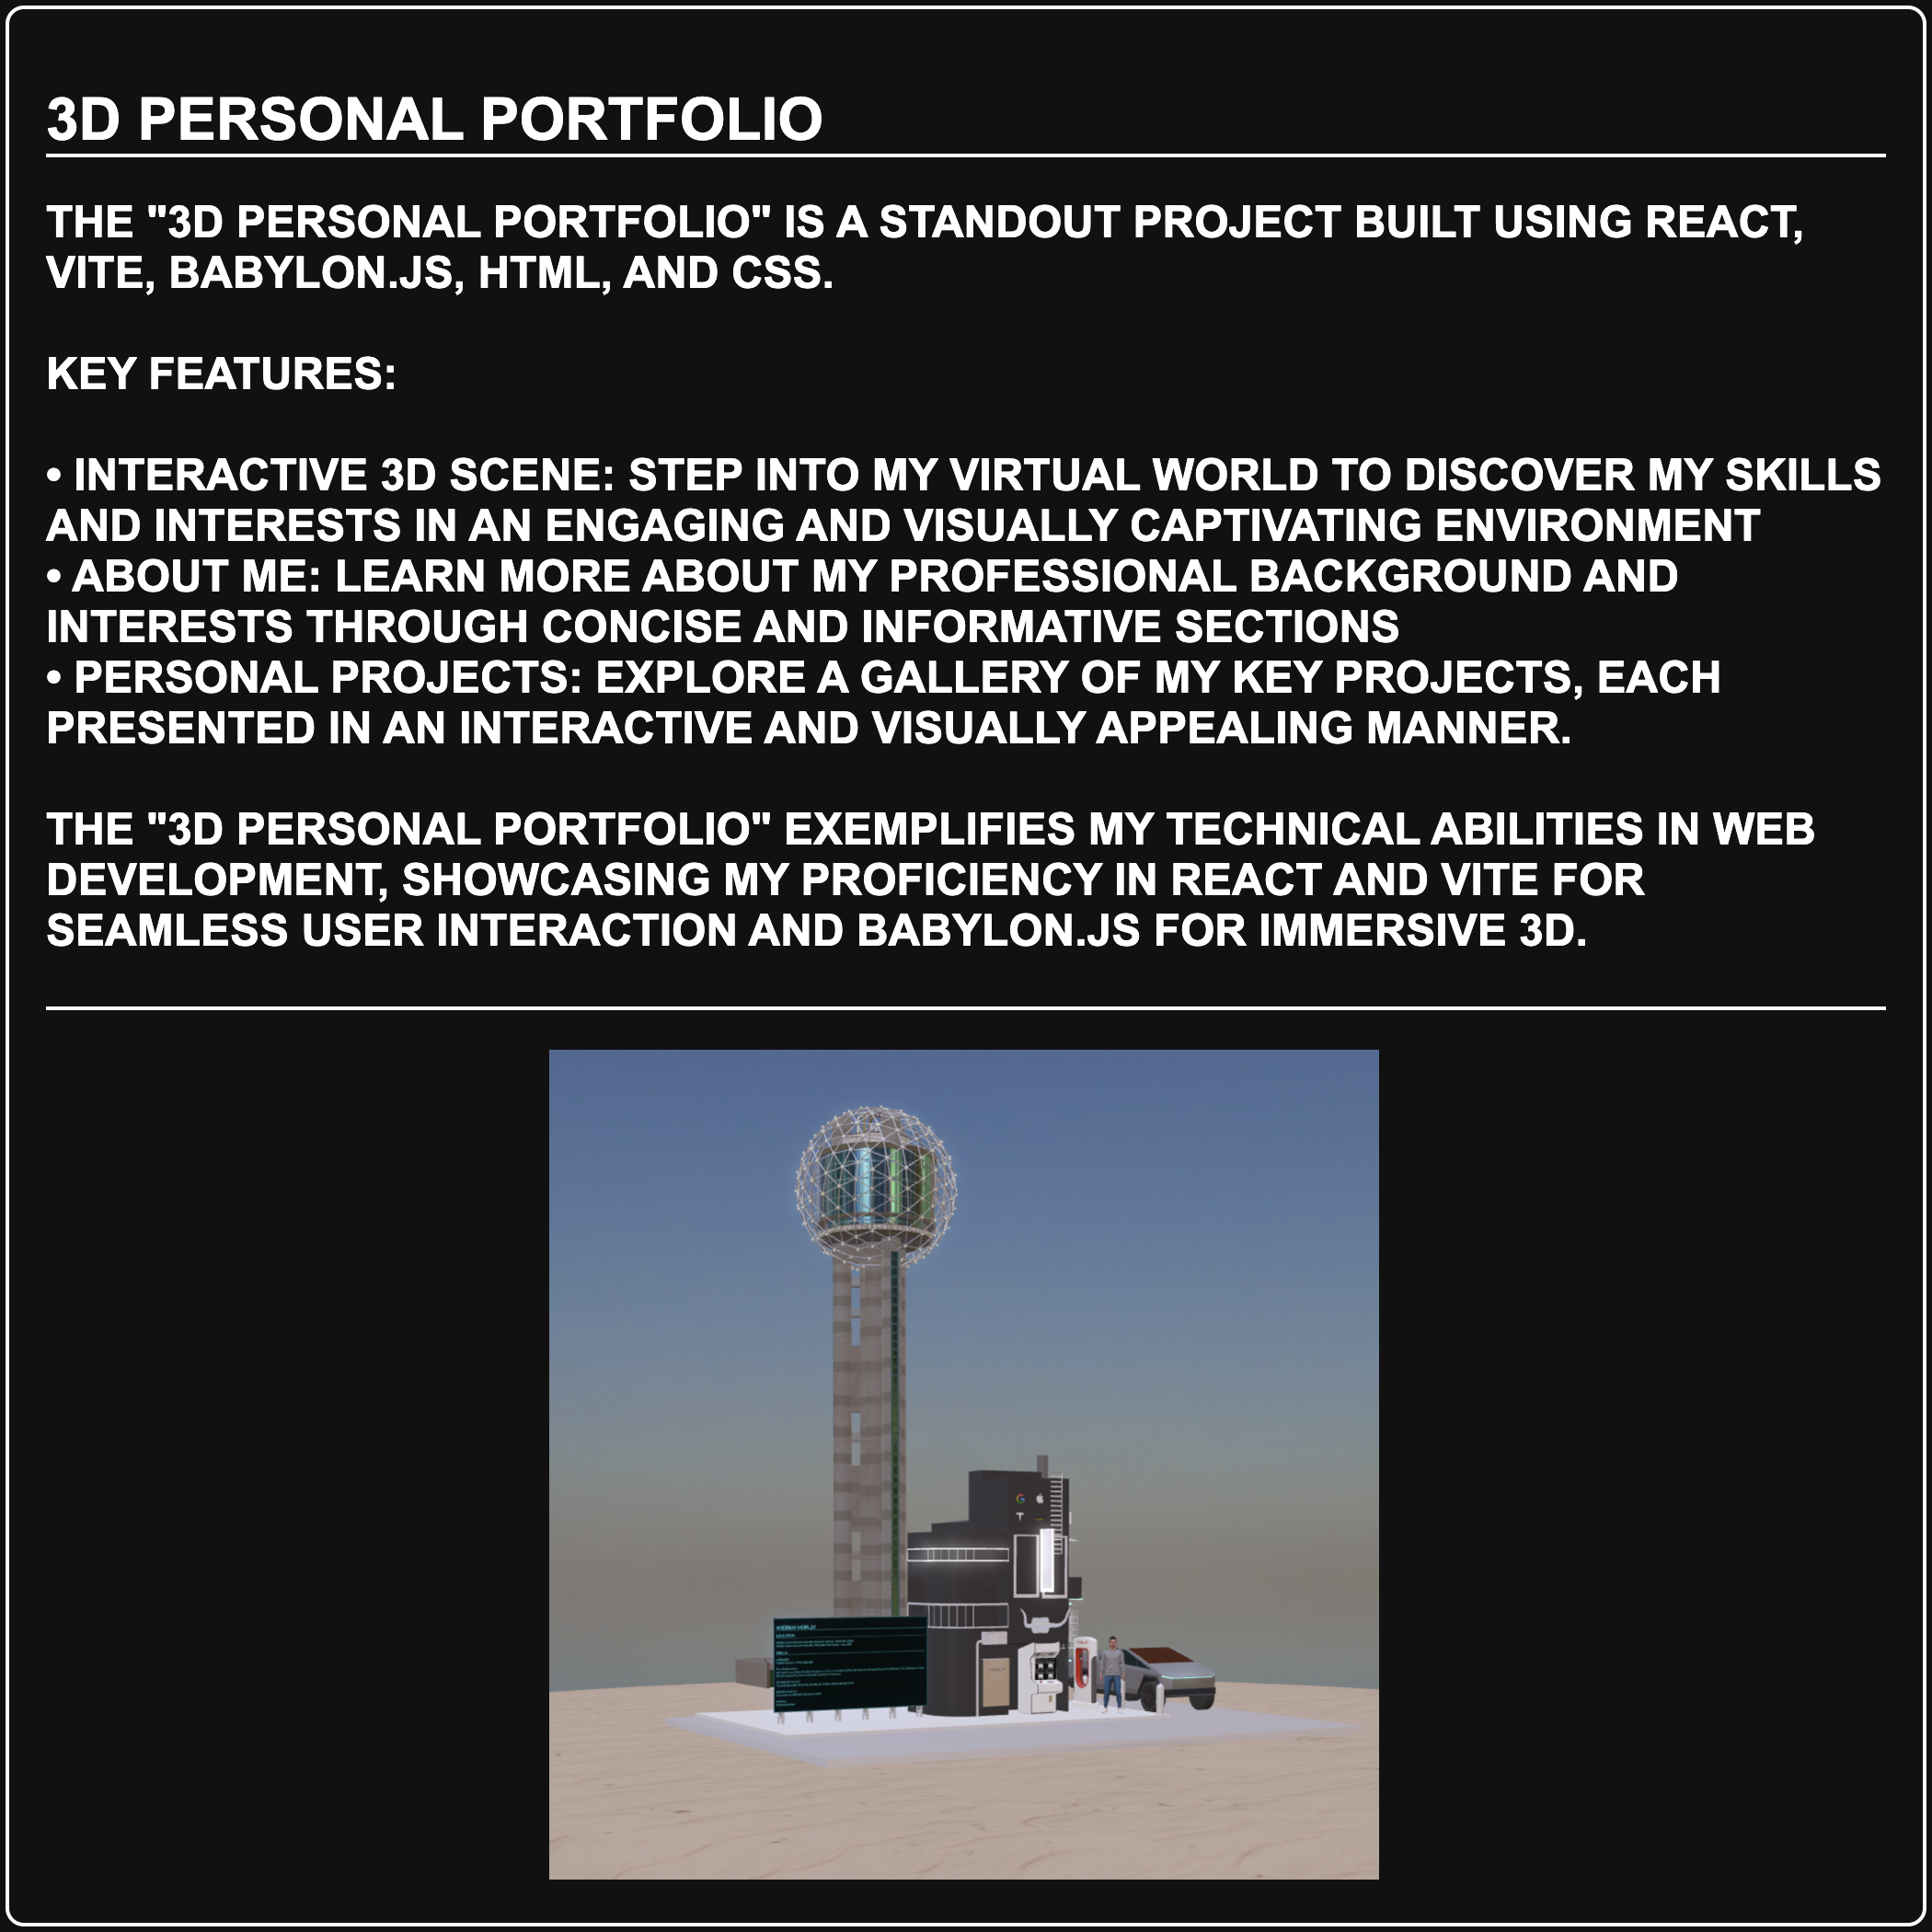 3D PERSONAL PORTFOLIO
THE "3D PERSONAL PORTFOLIO" IS A STANDOUT PROJECT BUILT USING REACT,
VITE, BABYLON.JS, HTML, AND CSS.
KEY FEATURES:
• INTERACTIVE 3D SCENE: STEP INTO MY VIRTUAL WORLD TO DISCOVER MY SKILLS
AND INTERESTS IN AN ENGAGING AND VISUALLY CAPTIVATING ENVIRONMENT
• ABOUT ME: LEARN MORE ABOUT MY PROFESSIONAL BACKGROUND AND
INTERESTS THROUGH CONCISE AND INFORMATIVE SECTIONS
• PERSONAL PROJECTS: EXPLORE A GALLERY OF MY KEY PROJECTS, EACH
PRESENTED IN AN INTERACTIVE AND VISUALLY APPEALING MANNER.
THE "3D PERSONAL PORTFOLIO" EXEMPLIFIES MY TECHNICAL ABILITIES IN WEB
DEVELOPMENT, SHOWCASING MY PROFICIENCY IN REACT AND VITE FOR
SEAMLESS USER INTERACTION AND BABYLON.JS FOR IMMERSIVE 3D.
G